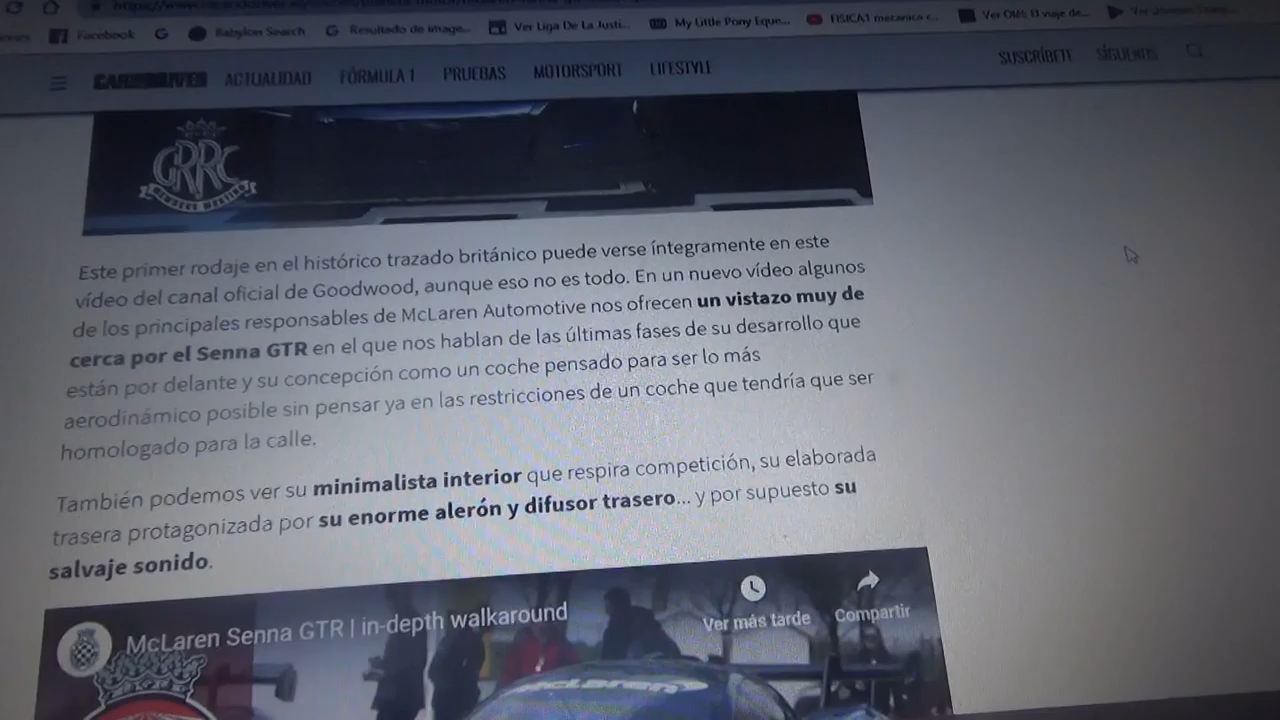 Facebook
Babylon Search
Resultado de image...
Ver Liga De La Justi...
My Little Pony Eque...
FISICA1 mecanica c...
CAR AND DRIVER
ACTUALIDAD
FÓRMULA 1
PRUEBAS
MOTORSPORT
LIFESTYLE
SUSCRÍBETE
SÍGUENOS
GRRC
MEMBERS MEETING
Este primer rodaje en el histórico trazado británico puede verse íntegramente en este
vídeo del canal oficial de Goodwood, aunque eso no es todo. En un nuevo vídeo algunos
de los principales responsables de McLaren Automotive nos ofrecen un vistazo muy de
cerca por el Senna GTR en el que nos hablan de las últimas fases de su desarrollo que
están por delante y su concepción como un coche pensado para ser lo más
aerodinámico posible sin pensar ya en las restricciones de un coche que tendría que ser
homologado para la calle.
También podemos ver su minimalista interior que respira competición, su elaborada
trasera protagonizada por su enorme alerón y difusor trasero... y por supuesto su
salvaje sonido.
McLaren Senna GTR | in-depth walkaround
Ver más tarde
Compartir
McLaren